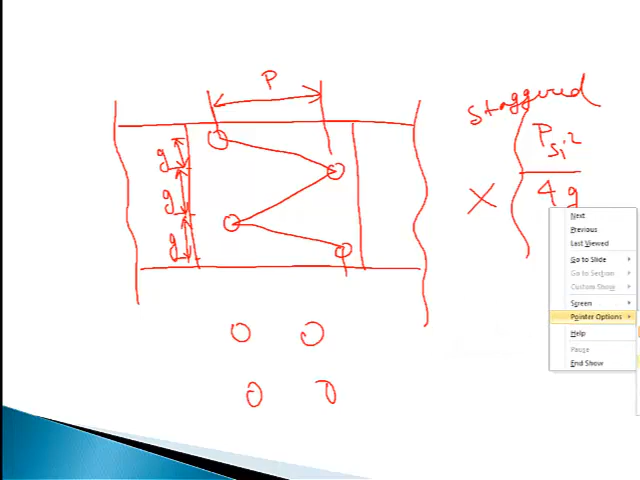 P
staggered
g
g
g
X
P si 2
4 g
Next
Previous
Last Viewed
Go to Slide
Go to Section
Custom Show
Screen
Pointer Options
Help
Pause
End Show